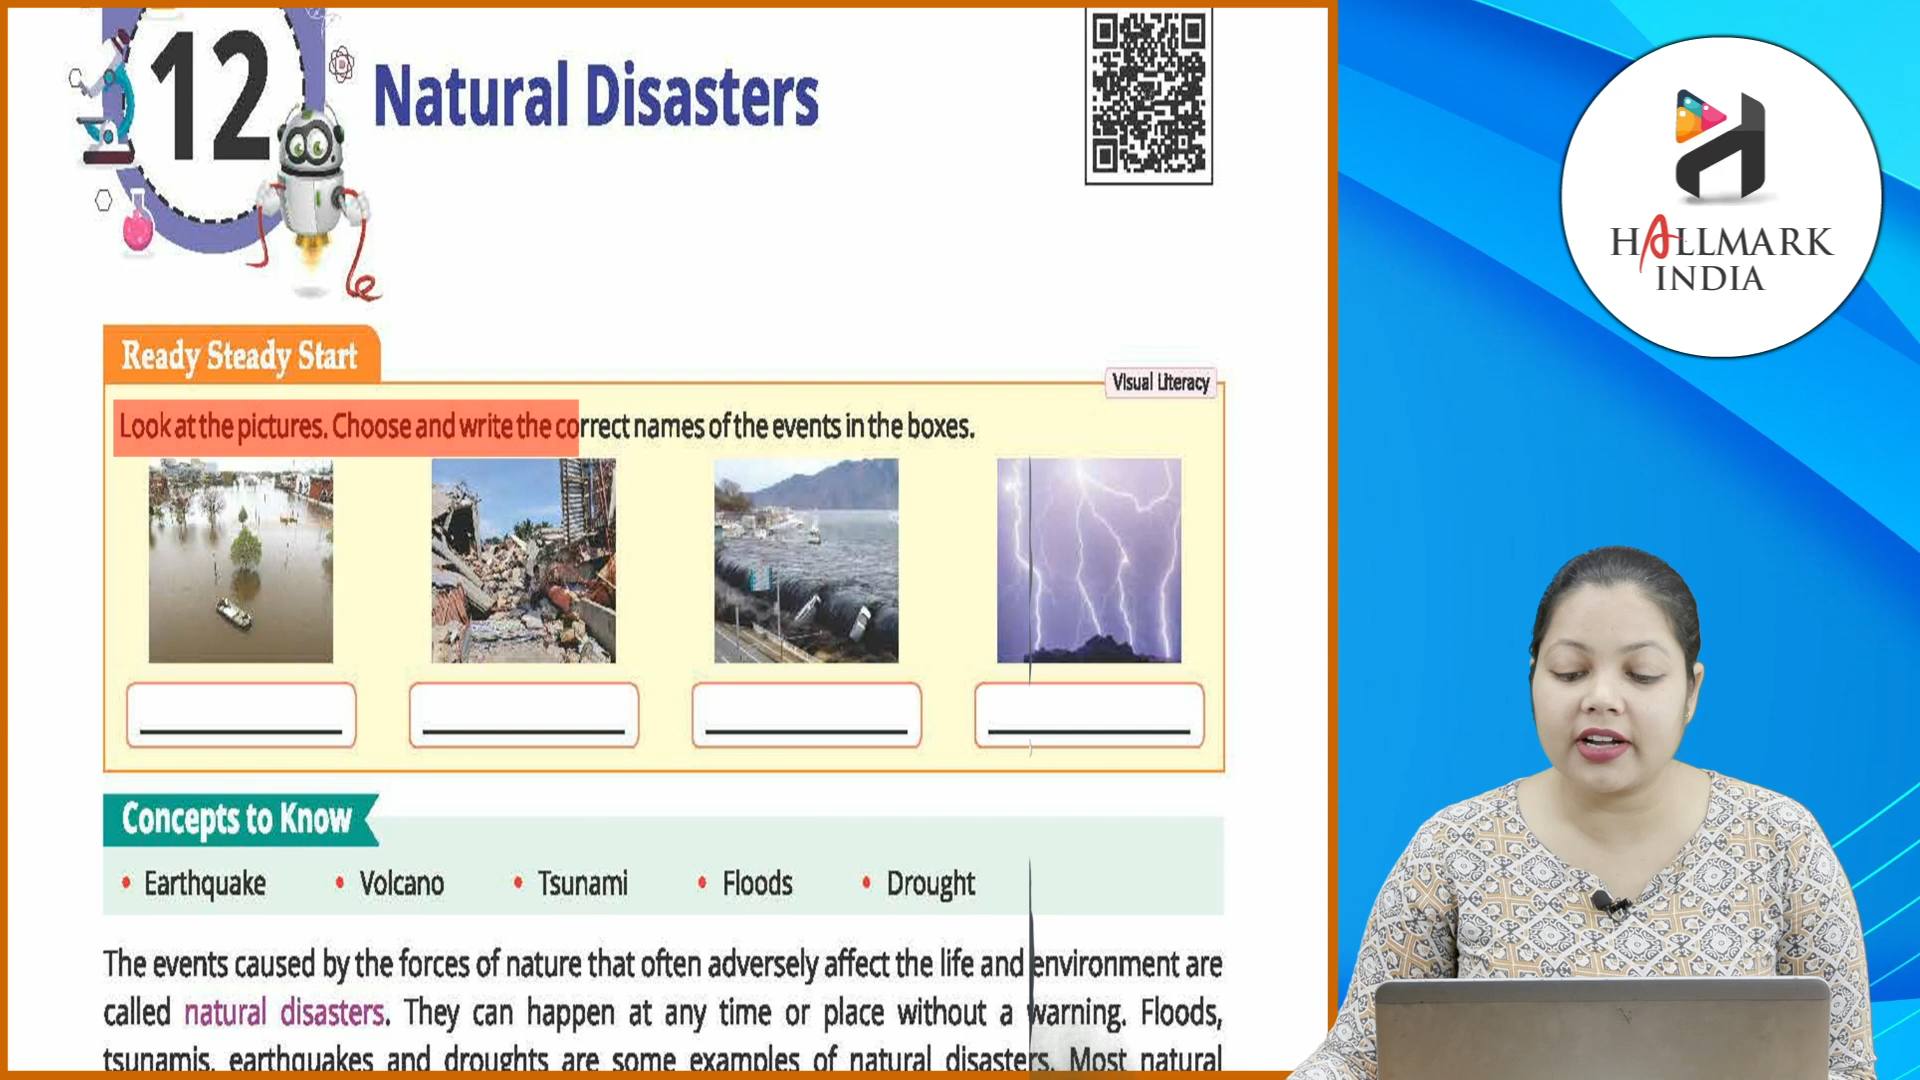 12
Natural Disasters
HALLMARK
INDIA
Ready Steady Start
Visual Literacy
Look at the pictures. Choose and write the correct names of the events in the boxes.
Concepts to Know
• Earthquake • Volcano • Tsunami • Floods • Drought
The events caused by the forces of nature that often adversely affect the life and environment are
called natural disasters. They can happen at any time or place without a warning. Floods,
tsunamis, earthquakes and droughts are some examples of natural disasters. Most natural